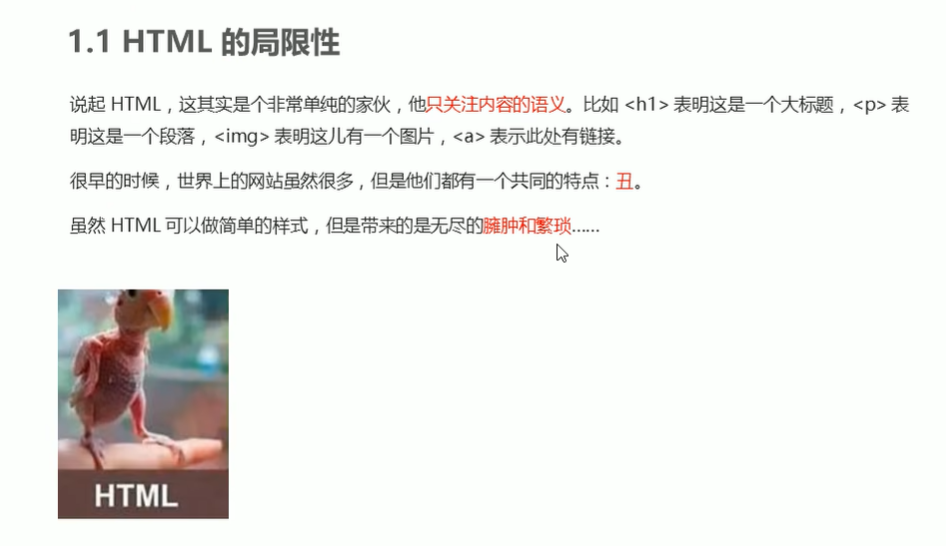 1.1 HTML 的局限性
说起 HTML，这其实是个非常单纯的家伙，他只关注内容的语义。比如 <h1> 表明这是一个大标题，<p> 表
明这是一个段落，<img> 表明这儿有一个图片，<a> 表示此处有链接。
很早的时候，世界上的网站虽然很多，但是他们都有一个共同的特点：丑。
虽然 HTML 可以做简单的样式，但是带来的是无尽的臃肿和繁琐……
HTML